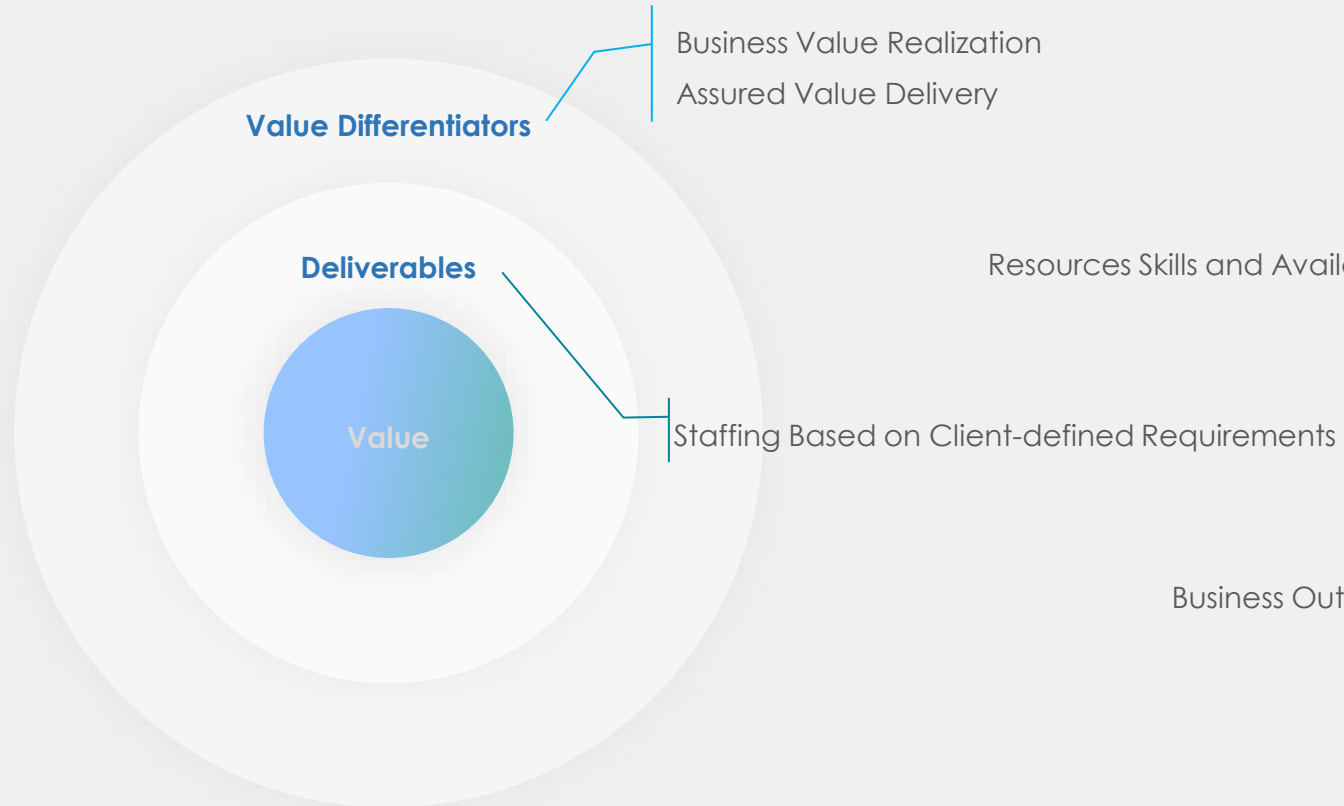 Business Value Realization
Assured Value Delivery
Value Differentiators
Deliverables
Resources Skills and
Value
Staffing Based on Client-defined Requirements
Business